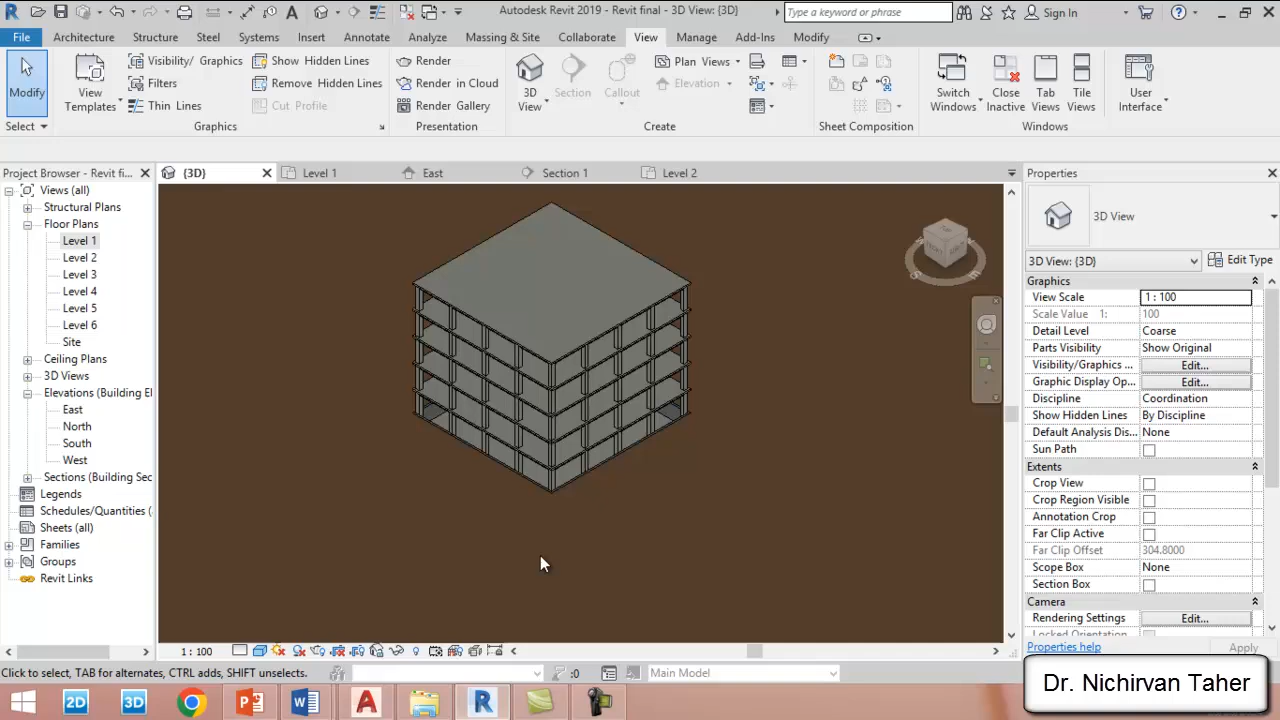 Autodesk Revit 2019 - Revit final - 3D View: {3D}
Type a keyword or phrase
Sign In
File Architecture Structure Steel Systems Insert Annotate Analyze Massing & Site Collaborate View Manage Add-Ins Modify
Modify
View Templates
Visibility/ Graphics
Filters
Thin Lines
Show Hidden Lines
Remove Hidden Lines
Cut Profile
Render
Render in Cloud
Render Gallery
3D View
Section
Callout
Plan Views
Elevation
Switch Windows
Close Inactive
Tab Views
Tile Views
User Interface
Select Graphics Presentation Create Sheet Composition Windows
Project Browser - Revit fi...
{3D} Level 1 East Section 1 Level 2
Properties
Views (all)
Structural Plans
Floor Plans
Level 1
Level 2
Level 3
Level 4
Level 5
Level 6
Site
Ceiling Plans
3D Views
Elevations (Building El
East
North
South
West
Sections (Building Sec
Legends
Schedules/Quantities (
Sheets (all)
Families
Groups
Revit Links
3D View
3D View: {3D} Edit Type
Graphics
View Scale 1 : 100
Scale Value 1: 100
Detail Level Coarse
Parts Visibility Show Original
Visibility/Graphics ... Edit...
Graphic Display Op... Edit...
Discipline Coordination
Show Hidden Lines By Discipline
Default Analysis Dis... None
Sun Path
Extents
Crop View
Crop Region Visible
Annotation Crop
Far Clip Active
Far Clip Offset 304.8000
Scope Box None
Section Box
Camera
Rendering Settings Edit...
Locked Orientation
Properties help Apply
1 : 100
Click to select, TAB for alternates, CTRL adds, SHIFT unselects.
:0
Main Model
2D 3D
Dr. Nichirvan Taher